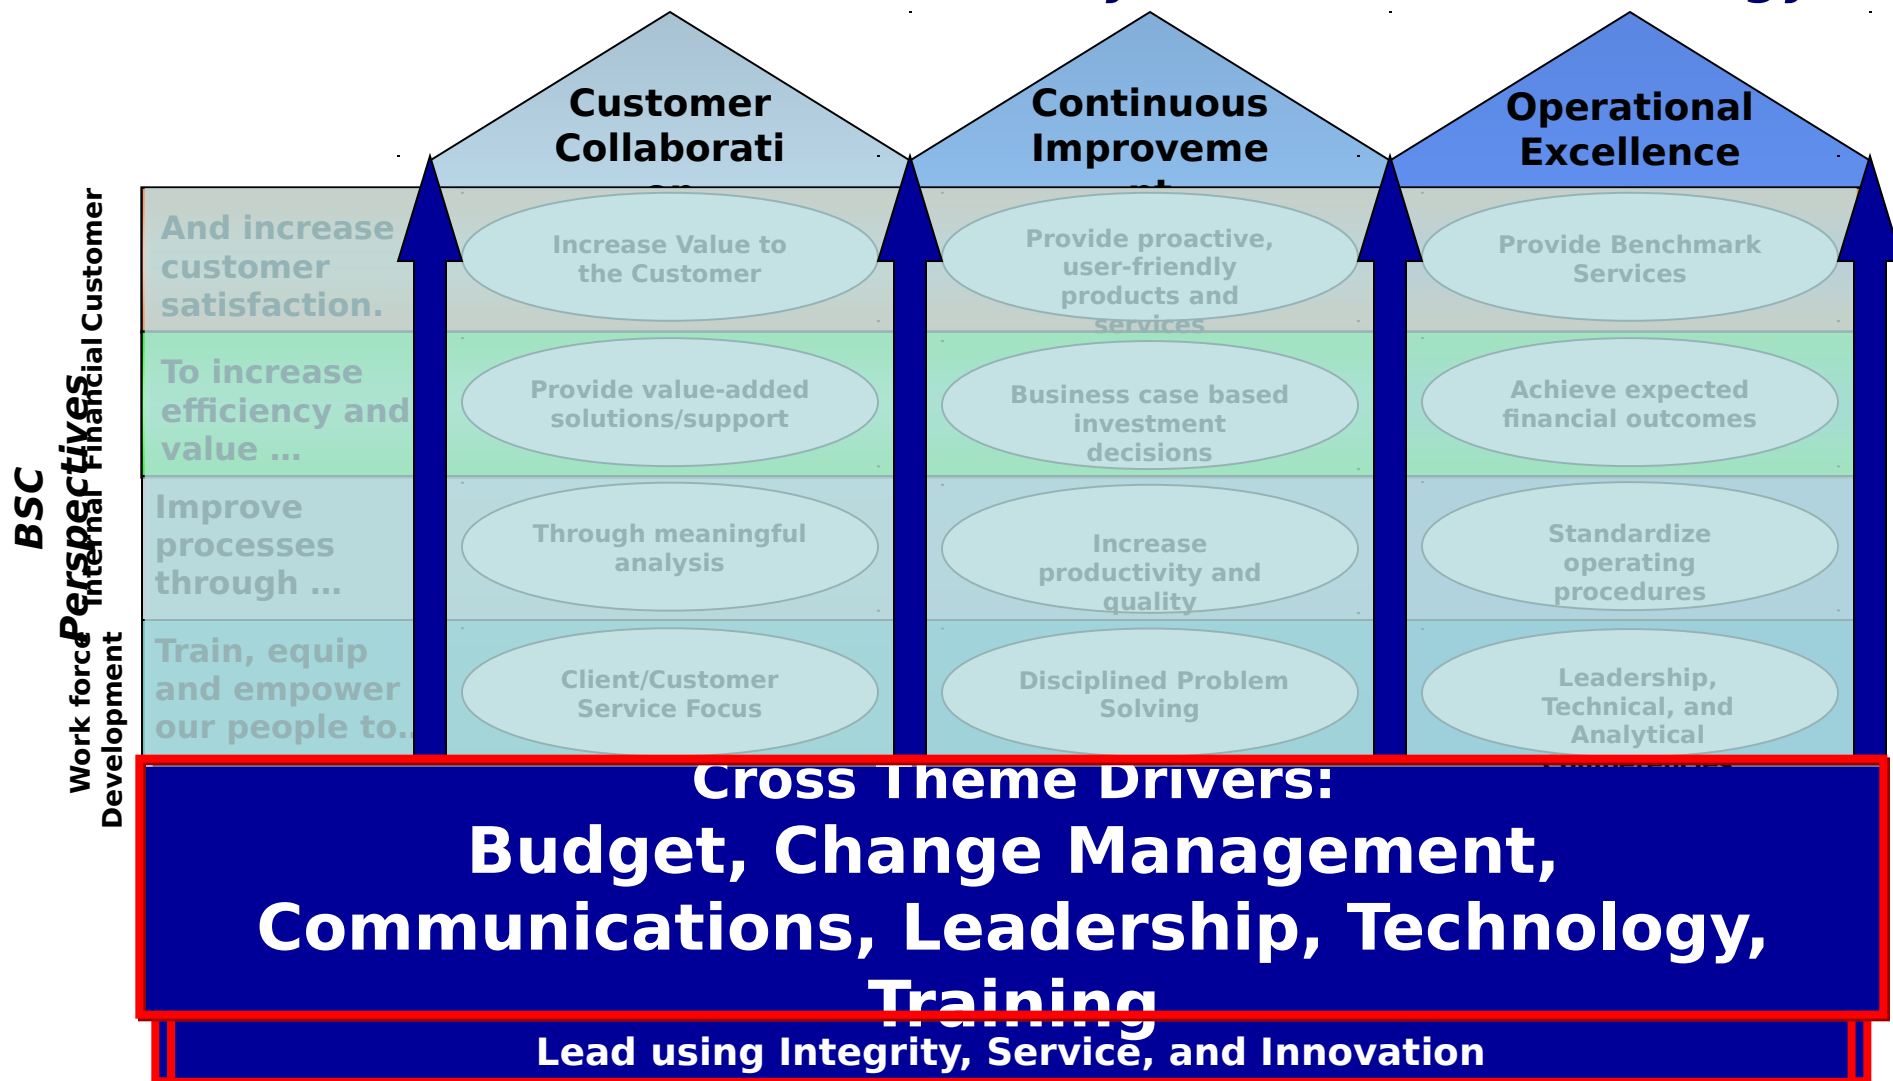 Customer
Collaborati
on
Continuous
Improveme
nt
Operational
Excellence
BSC
Perspectives
Customer
And increase
customer
satisfaction.
Increase Value to
the Customer
Provide proactive,
user-friendly
products and
services
Provide Benchmark
Services
Financial
To increase
efficiency and
value ...
Provide value-added
solutions/support
Business case based
investment
decisions
Achieve expected
financial outcomes
Internal
Improve
processes
through ...
Through meaningful
analysis
Increase
productivity and
quality
Standardize
operating
procedures
Work force
Development
Train, equip
and empower
our people to..
Client/Customer
Service Focus
Disciplined Problem
Solving
Leadership,
Technical, and
Analytical
Cross Theme Drivers:
Budget, Change Management,
Communications, Leadership, Technology,
Training
Lead using Integrity, Service, and Innovation